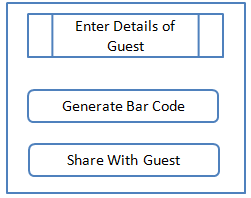 Enter Details of
Guest
Generate Bar Code
Share With Guest